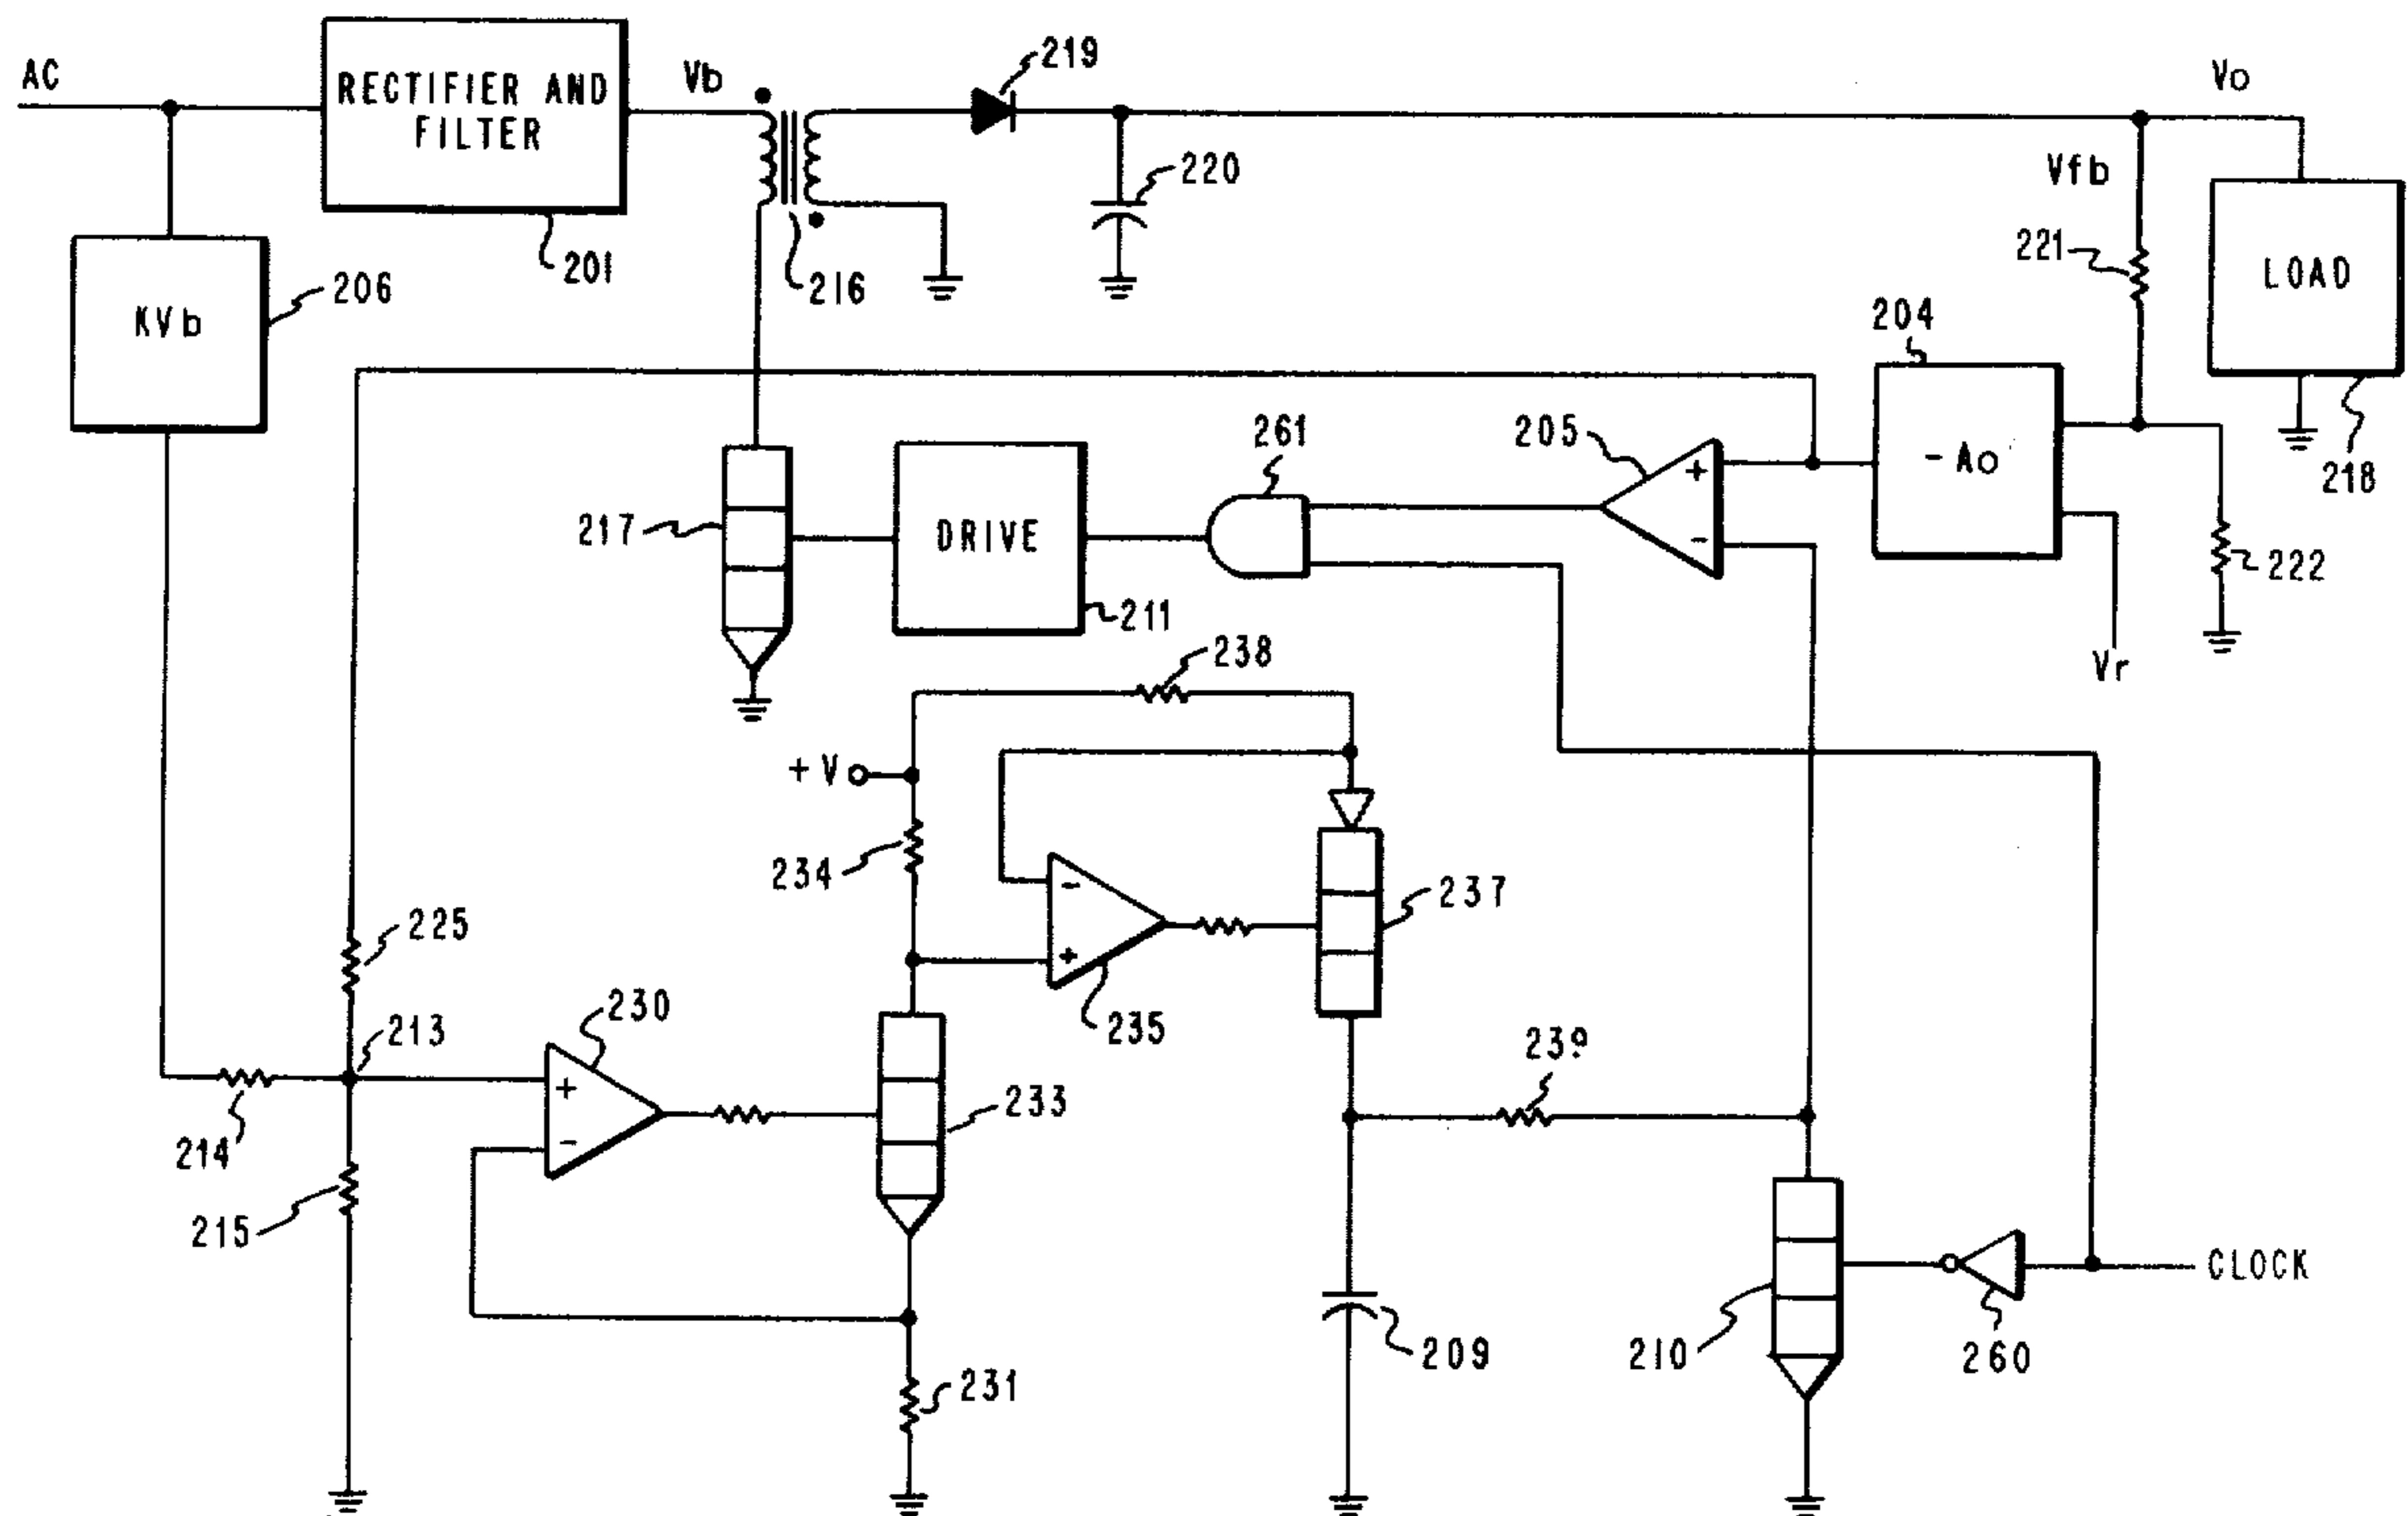 AC
RECTIFIER AND
FILTER
Vb
219
Vo
220
Vfb
201
216
221
LOAD
KVb
206
204
261
205
+
-
-Ao
218
217
DRIVE
222
211
Vr
238
+V
234
-
+
237
235
225
213
230
239
+
-
233
214
215
CLOCK
210
260
209
231